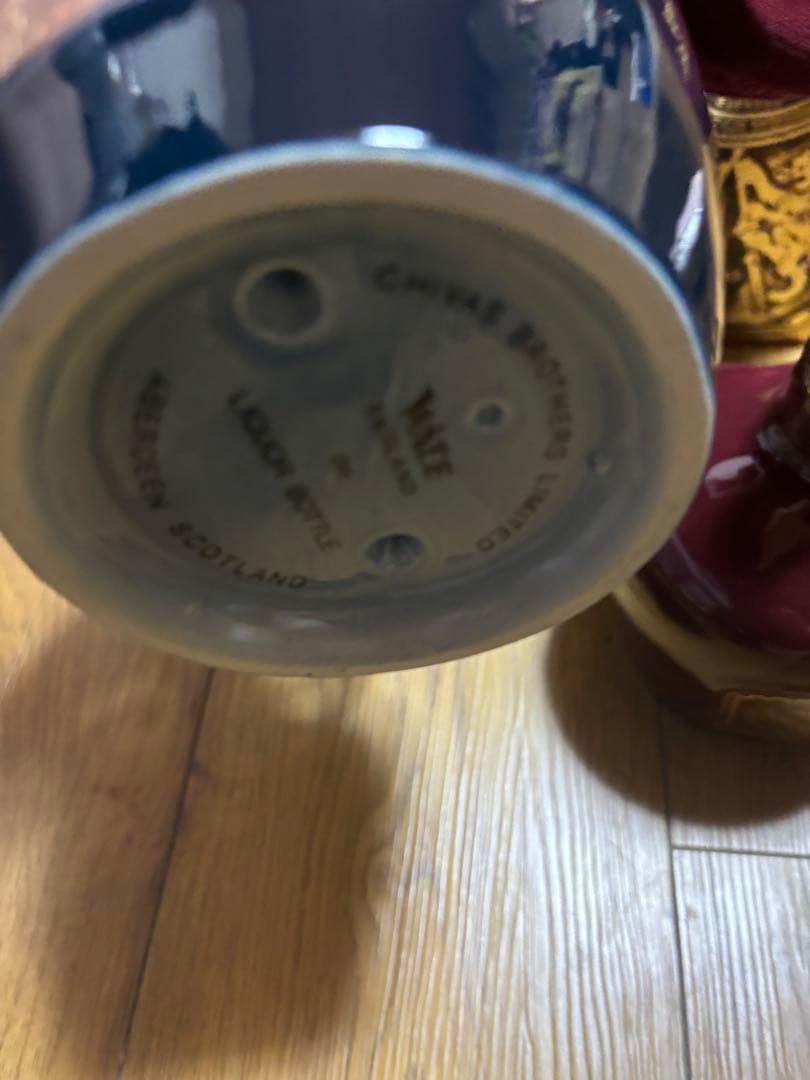 CHIVAS BROTHERS LIMITED
WADE
ENGLAND
LIQUOR BOTTLE
ABERDEEN SCOTLAND